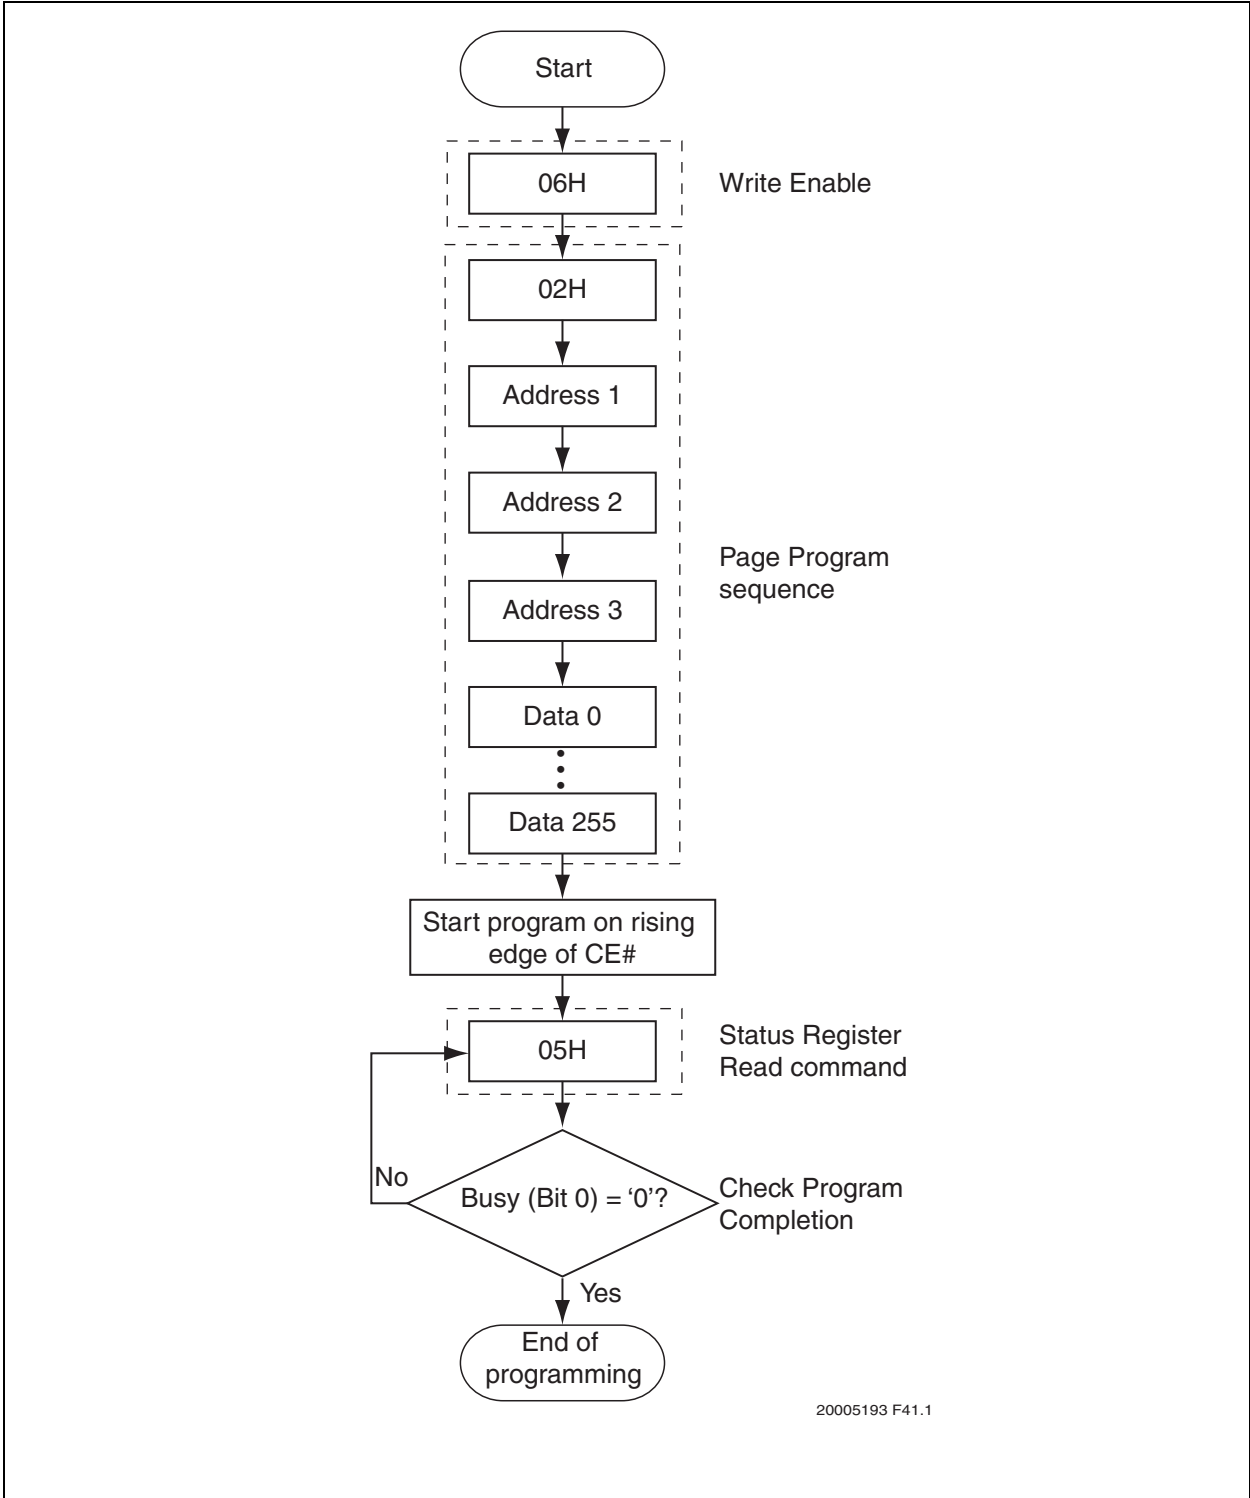 Start
06H
Write Enable
02H
Address 1
Address 2
Page Program
sequence
Address 3
Data 0
Data 255
Start program on rising
edge of CE#
05H
Status Register
Read command
No
Busy (Bit 0) = ‘0’?
Check Program
Completion
Yes
End of
programming
20005193 F41.1